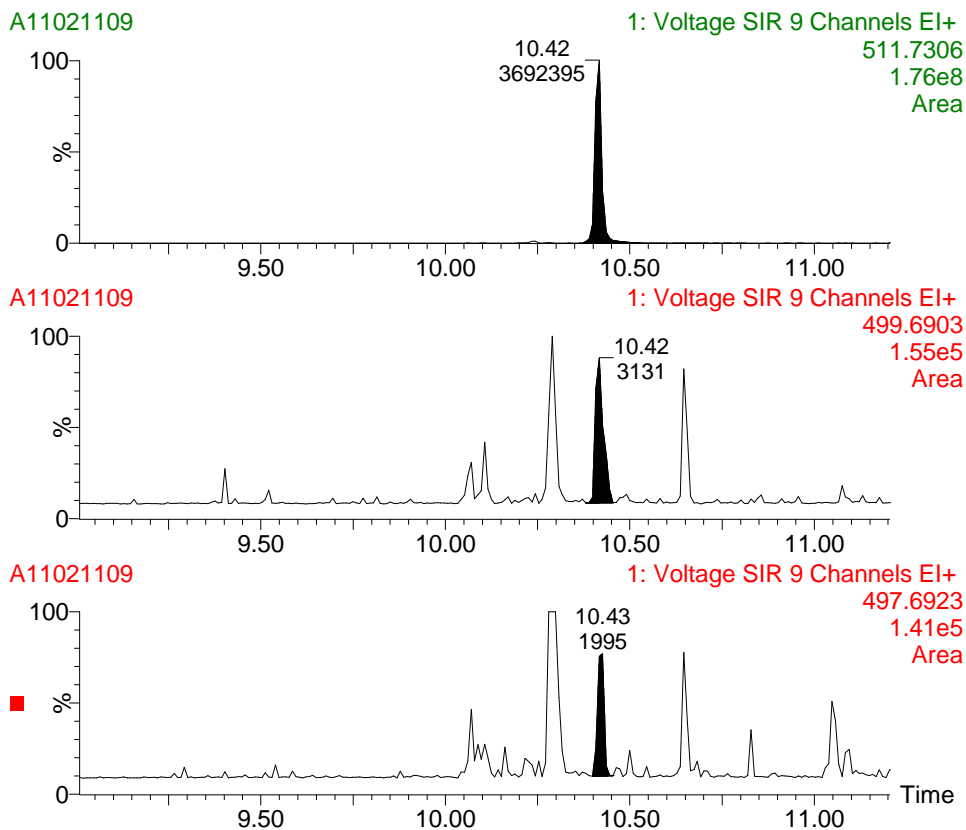 A11021109 1: Voltage SIR 9 Channels EI+
511.7306
1.76e8
Area
10.42
3692395
100
%
0
9.50 10.00 10.50 11.00
A11021109 1: Voltage SIR 9 Channels EI+
499.6903
1.55e5
Area
10.42
3131
100
%
0
9.50 10.00 10.50 11.00
A11021109 1: Voltage SIR 9 Channels EI+
497.6923
1.41e5
Area
10.43
1995
100
%
0
Time
9.50 10.00 10.50 11.00